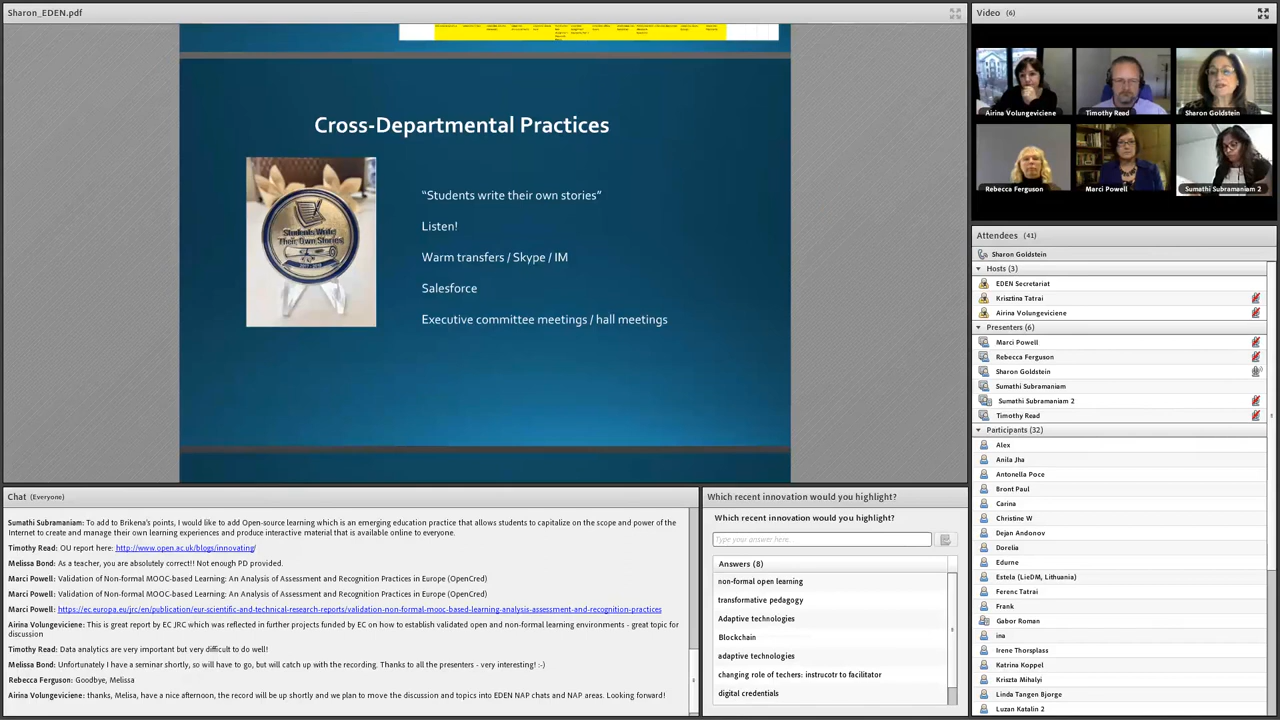 Sharon_EDEN.pdf
Cross-Departmental Practices
Students Write
Their Own Stories!
“Students write their own stories”
Listen!
Warm transfers / Skype / IM
Salesforce
Executive committee meetings / hall meetings
Video (6)
Airina Volungeviciene
Timothy Read
Sharon Goldstein
Rebecca Ferguson
Marci Powell
Sumathi Subramaniam 2
Attendees (41)
Sharon Goldstein
Hosts (3)
EDEN Secretariat
Krisztina Tatrai
Airina Volungeviciene
Presenters (6)
Marci Powell
Rebecca Ferguson
Sharon Goldstein
Sumathi Subramaniam
Sumathi Subramaniam 2
Timothy Read
Participants (32)
Alex
Anila Jha
Antonella Poce
Bront Paul
Carina
Christine W
Dejan Andonov
Dorelia
Edurne
Estela (LieDM, Lithuania)
Ferenc Tatrai
Frank
Gabor Roman
ina
Irene Thorsplass
Katrina Koppel
Kriszta Mihalyi
Linda Tangen Bjorge
Luzan Katalin 2
Chat (Everyone)
Sumathi Subramaniam: To add to Brikena's points, I would like to add Open-source learning which is an emerging education practice that allows students to capitalize on the scope and power of the
Internet to create and manage their own learning experiences and produce interactive material that is available online to everyone.
Timothy Read: OU report here: http://www.open.ac.uk/blogs/innovating/
Melissa Bond: As a teacher, you are absolutely correct!! Not enough PD provided.
Marci Powell: Validation of Non-formal MOOC-based Learning: An Analysis of Assessment and Recognition Practices in Europe (OpenCred)
Marci Powell: Validation of Non-formal MOOC-based Learning: An Analysis of Assessment and Recognition Practices in Europe (OpenCred)
Marci Powell: https://ec.europa.eu/jrc/en/publication/eur-scientific-and-technical-research-reports/validation-non-formal-mooc-based-learning-analysis-assessment-and-recognition-practices
Airina Volungeviciene: This is great report by EC JRC which was reflected in further projects funded by EC on how to establish validated open and non-formal learning environments - great topic for
discussion
Timothy Read: Data analytics are very important but very difficult to do well!
Melissa Bond: Unfortunately I have a seminar shortly, so will have to go, but will catch up with the recording. Thanks to all the presenters - very interesting! :-)
Rebecca Ferguson: Goodbye, Melissa
Airina Volungeviciene: thanks, Melisa, have a nice afternoon, the record will be up shortly and we plan to move the discussion and topics into EDEN NAP chats and NAP areas. Looking forward!
Which recent innovation would you highlight?
Which recent innovation would you highlight?
Type your answer here.
Answers (8)
non-formal open learning
transformative pedagogy
Adaptive technologies
Blockchain
adaptive technologies
changing role of techers: instrucotr to facilitator
digital credentials